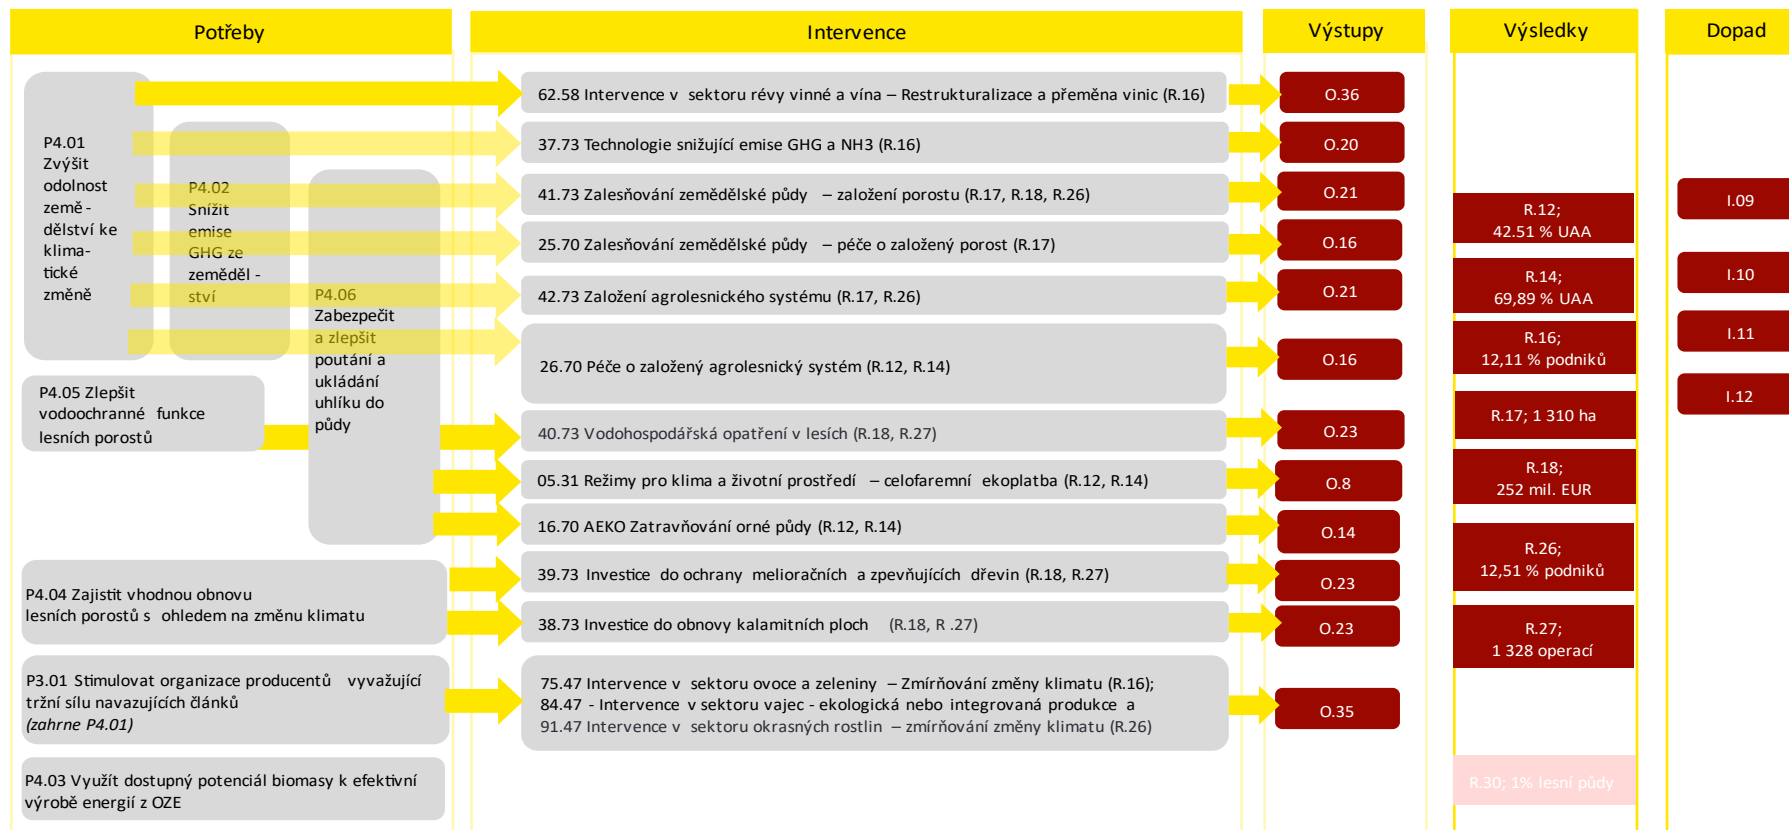 Potřeby
Intervence
Výstupy
Výsledky
Dopad
P4.01
Zvýšit
odolnost
země -
dělství ke
klima-
tické
změně
P4.02
Snížit
emise
GHG ze
zeměděl -
ství
P4.06
Zabezpečit
a zlepšit
poutání a
ukládání
uhlíku do
půdy
P4.05 Zlepšit
vodoochranné funkce
lesních porostů
P4.04 Zajistit vhodnou obnovu
lesních porostů s ohledem na změnu klimatu
P3.01 Stimulovat organizace producentů vyvažující
tržní sílu navazujících článků
(zahrne P4.01)
P4.03 Využít dostupný potenciál biomasy k efektivní
výrobě energií z OZE
62.58 Intervence v sektoru révy vinné a vína – Restrukturalizace a přeměna vinic (R.16)
37.73 Technologie snižující emise GHG a NH3 (R.16)
41.73 Zalesňování zemědělské půdy – založení porostu (R.17, R.18, R.26)
25.70 Zalesňování zemědělské půdy – péče o založený porost (R.17)
42.73 Založení agrolesnického systému (R.17, R.26)
26.70 Péče o založený agrolesnický systém (R.12, R.14)
40.73 Vodohospodářská opatření v lesích (R.18, R.27)
05.31 Režimy pro klima a životní prostředí – celofaremní ekoplatba (R.12, R.14)
16.70 AEKO Zatravňování orné půdy (R.12, R.14)
39.73 Investice do ochrany melioračních a zpevňujících dřevin (R.18, R.27)
38.73 Investice do obnovy kalamitních ploch (R.18, R .27)
75.47 Intervence v sektoru ovoce a zeleniny – Zmírňování změny klimatu (R.16);
84.47 - Intervence v sektoru vajec - ekologická nebo integrovaná produkce a
91.47 Intervence v sektoru okrasných rostlin – zmírňování změny klimatu (R.26)
O.36
O.20
O.21
O.16
O.21
O.16
O.23
O.8
O.14
O.23
O.23
O.35
R.12;
42.51 % UAA
R.14;
69,89 % UAA
R.16;
12,11 % podniků
R.17; 1 310 ha
R.18;
252 mil. EUR
R.26;
12,51 % podniků
R.27;
1 328 operací
R.30; 1% lesní půdy
I.09
I.10
I.11
I.12